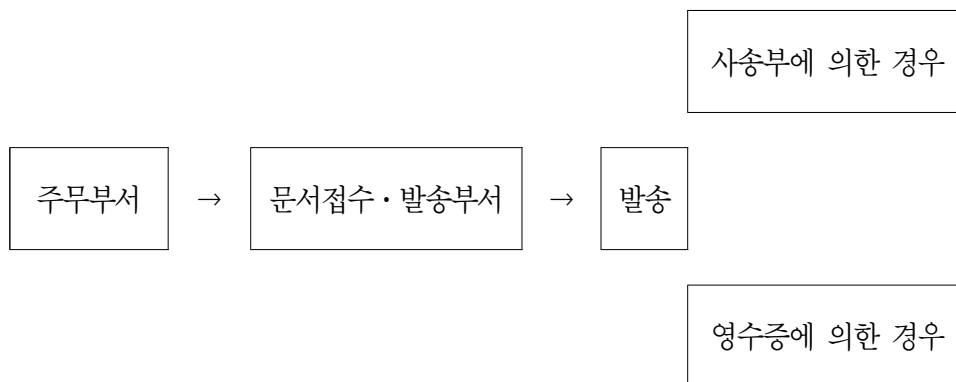 사송부에 의한 경우
주무부서 → 문서접수・발송부서 → 발송
영수증에 의한 경우